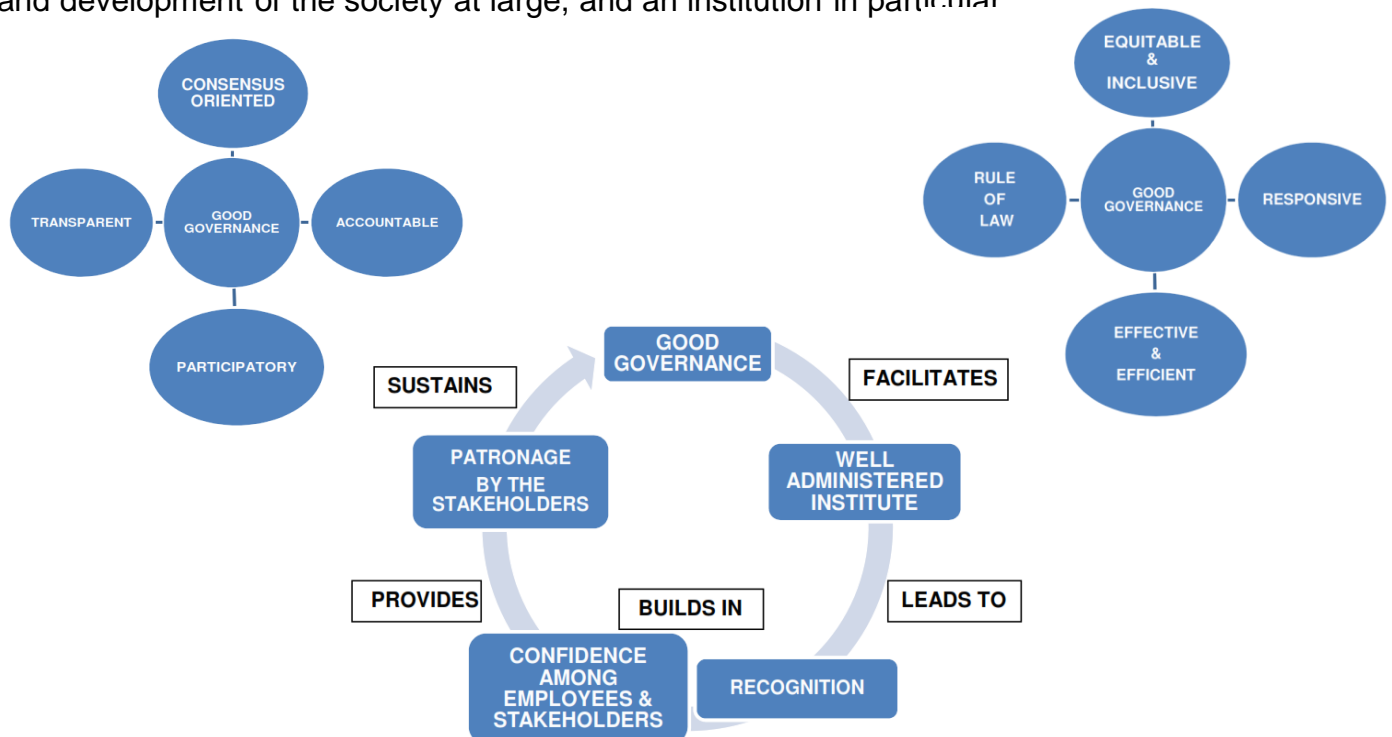 and development of the society at large, and an institution in particular
CONSENSUS
ORIENTED
TRANSPARENT
GOOD
GOVERNANCE
ACCOUNTABLE
PARTICIPATORY
EQUITABLE
&
INCLUSIVE
RULE
OF
LAW
GOOD
GOVERNANCE
RESPONSIVE
EFFECTIVE
&
EFFICIENT
GOOD
GOVERNANCE
FACILITATES
WELL
ADMINISTERED
INSTITUTE
LEADS TO
RECOGNITION
BUILDS IN
CONFIDENCE
AMONG
EMPLOYEES &
STAKEHOLDERS
PROVIDES
PATRONAGE
BY THE
STAKEHOLDERS
SUSTAINS